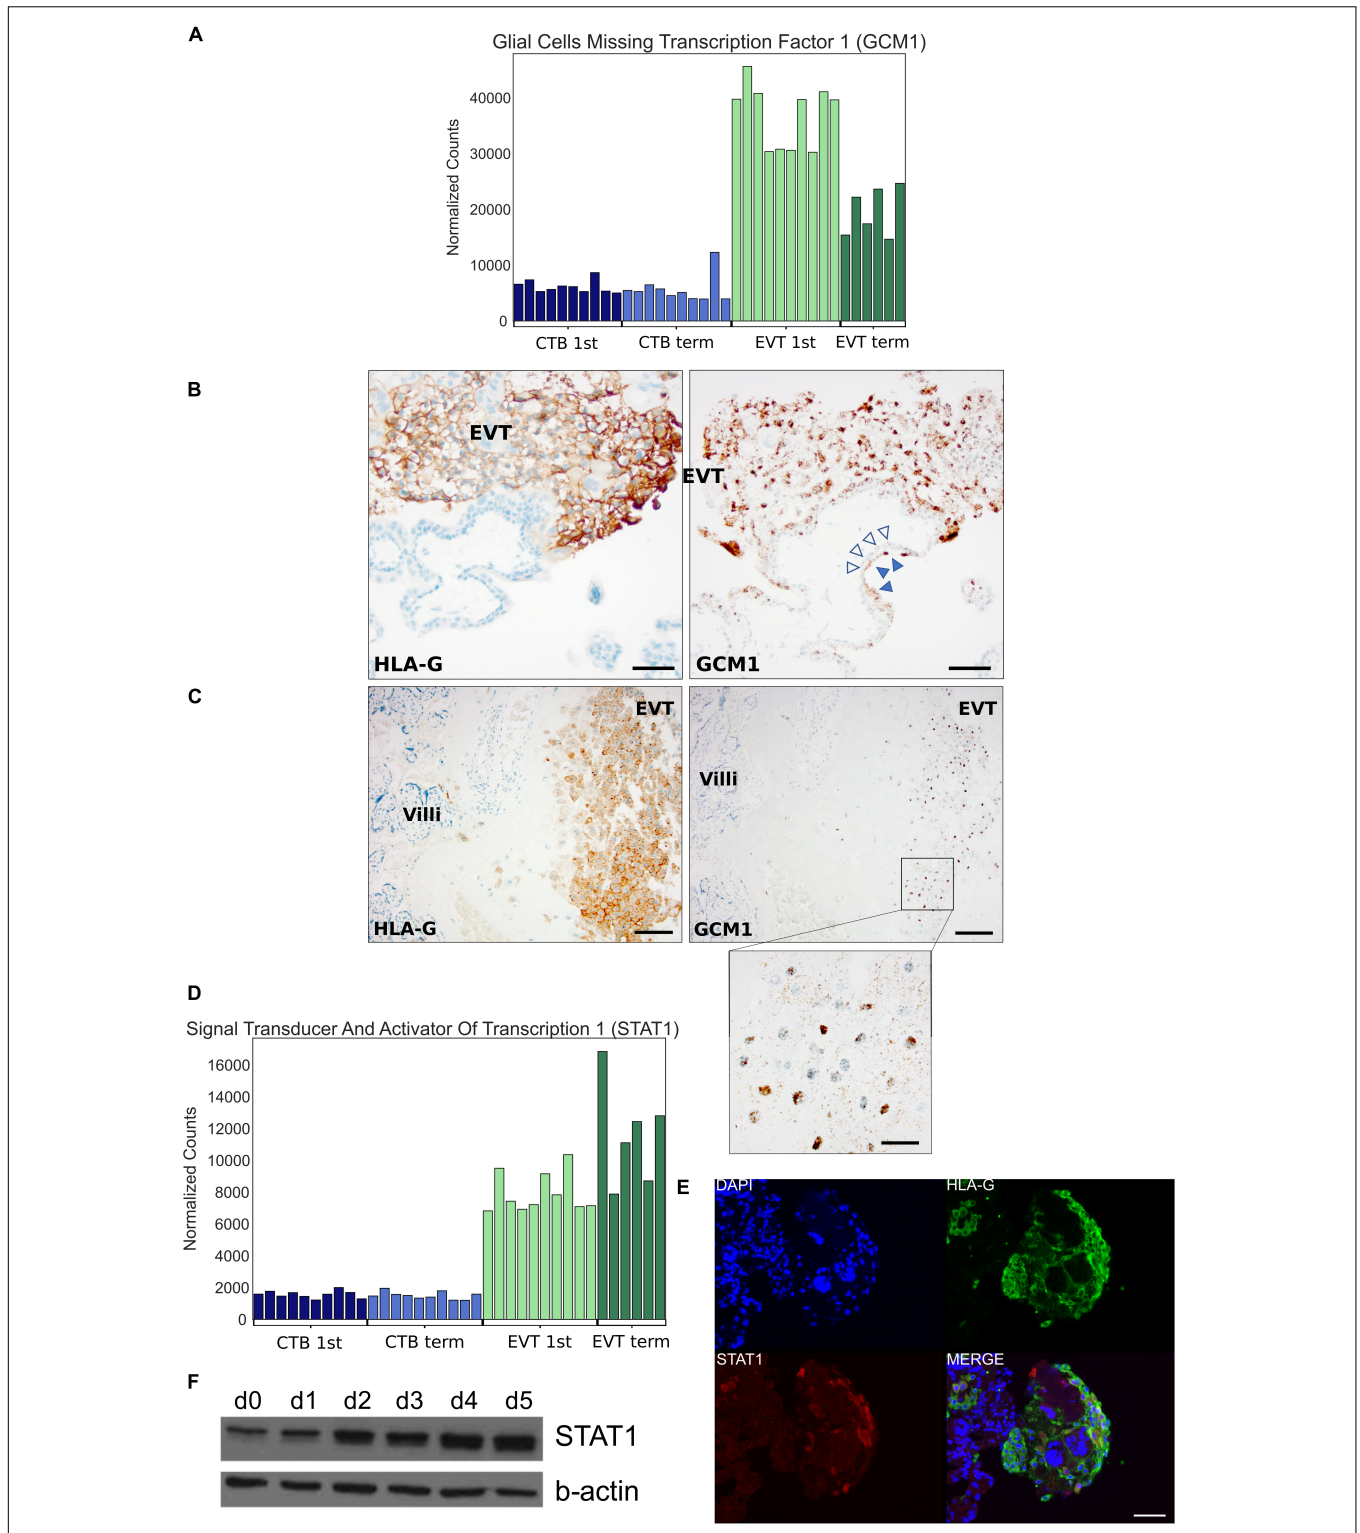 A
Glial Cells Missing Transcription Factor 1 (GCM1)
Normalized Counts
40000
30000
20000
10000
0
CTB 1st CTB term EVT 1st EVT term
B
EVT
HLA-G
EVT
GCM1
C
EVT
Villi
HLA-G
EVT
Villi
GCM1
D
Signal Transducer And Activator Of Transcription 1 (STAT1)
Normalized Counts
16000
14000
12000
10000
8000
6000
4000
2000
0
CTB 1st CTB term EVT 1st EVT term
E
DAPI HLA-G
STAT1 MERGE
F
d0 d1 d2 d3 d4 d5
STAT1
b-actin